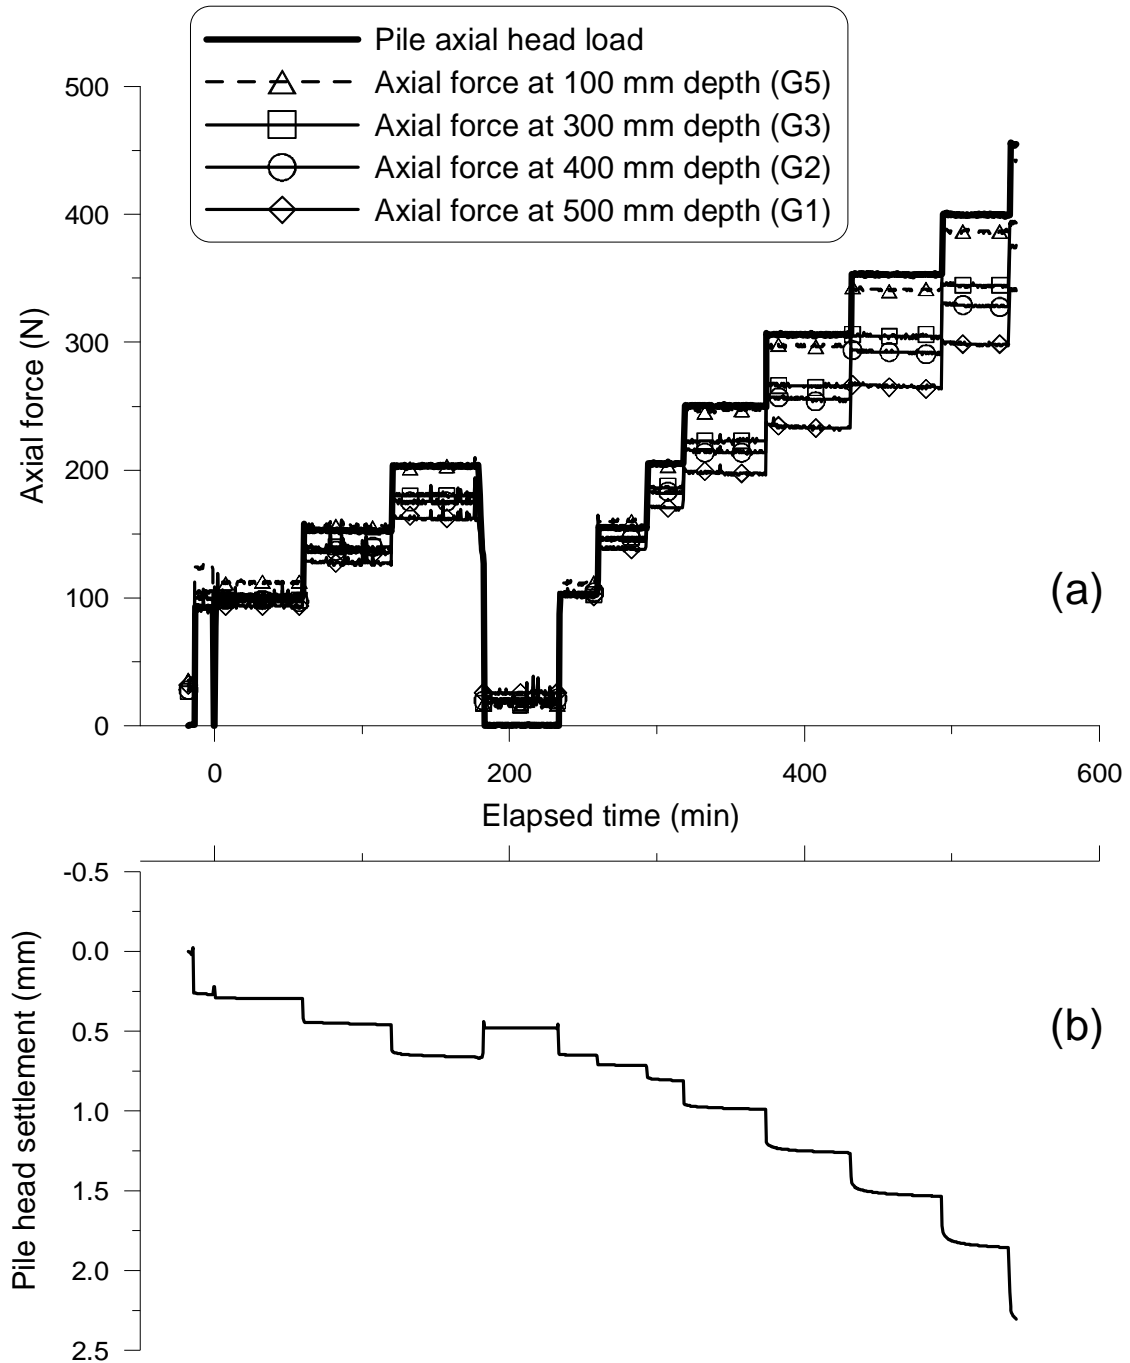 Pile axial head load
Axial force at 100 mm depth (G5)
Axial force at 300 mm depth (G3)
Axial force at 400 mm depth (G2)
Axial force at 500 mm depth (G1)
500
400
300
200
100
0
Axial force (N)
(a)
0 200 400 600
Elapsed time (min)
-0.5
0.0
0.5
1.0
1.5
2.0
2.5
Pile head settlement (mm)
(b)